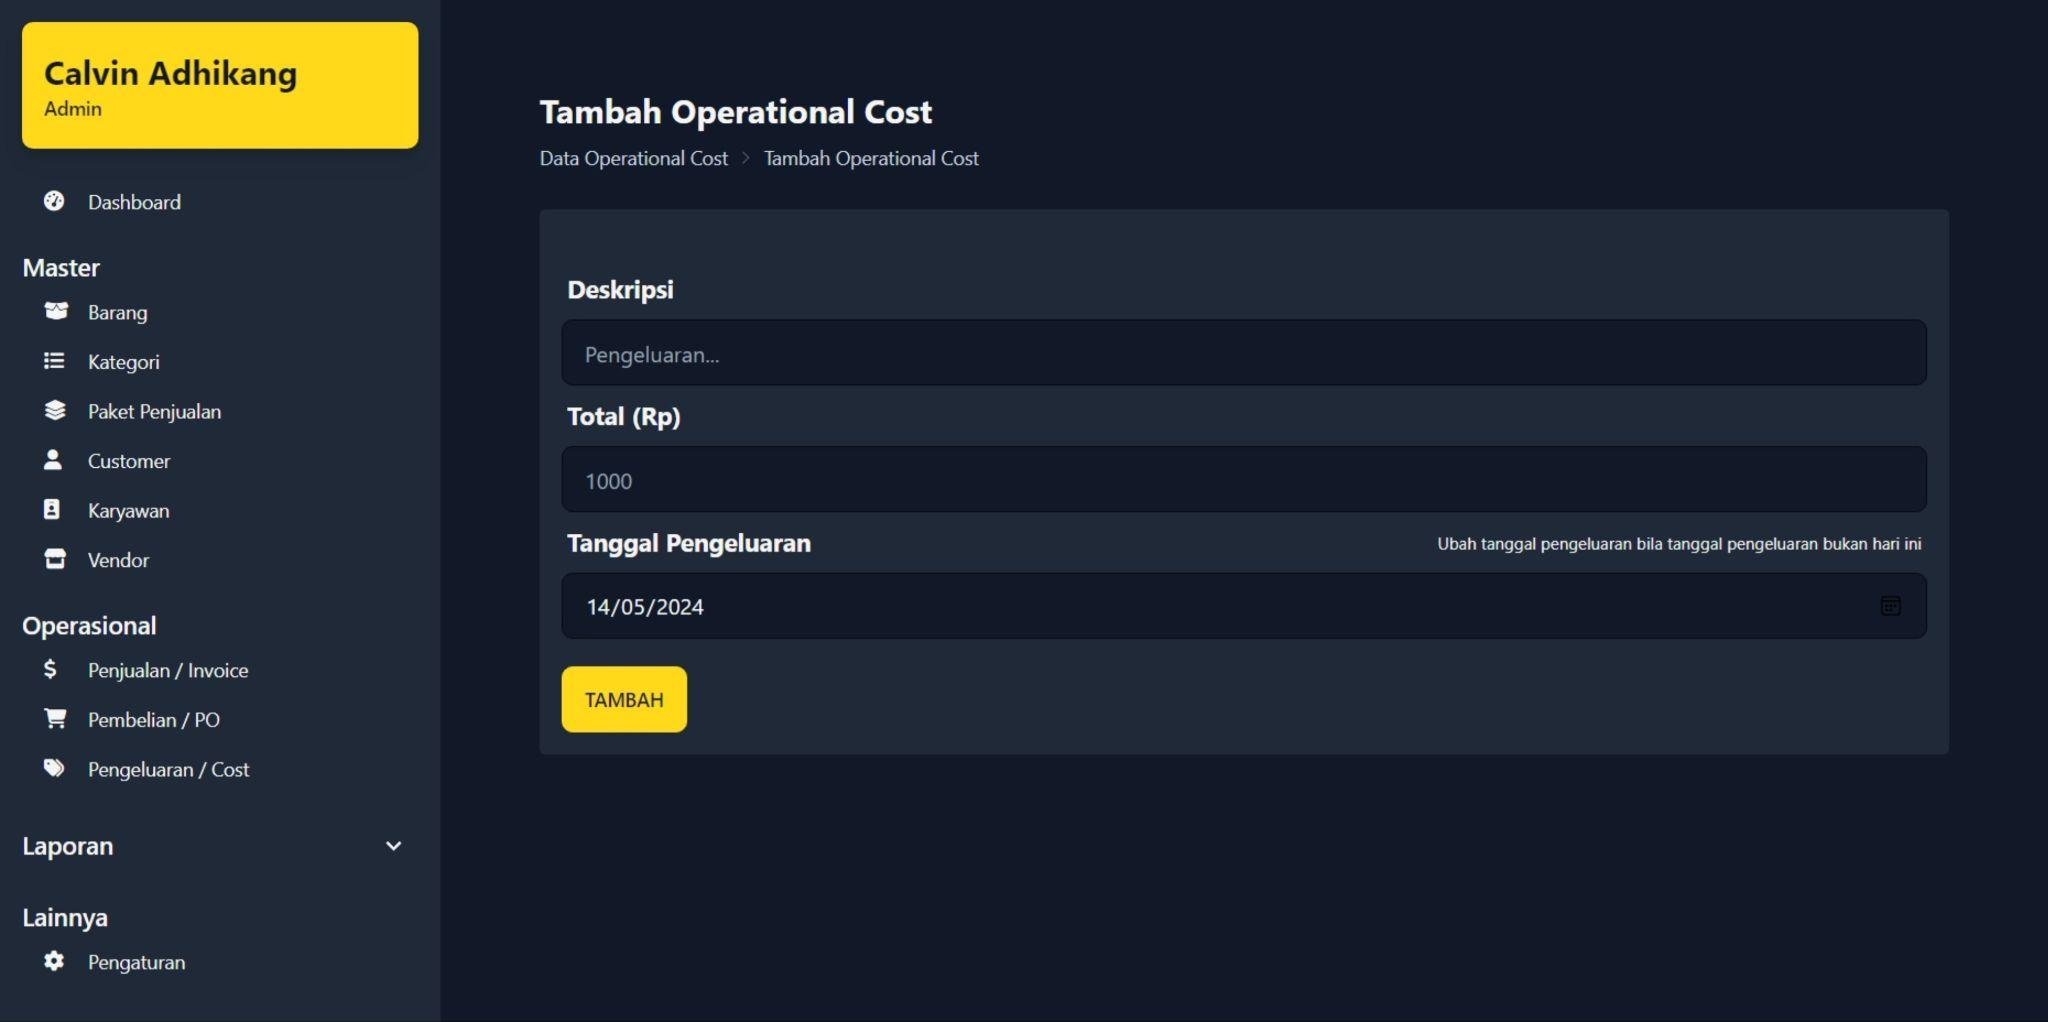 Calvin Adhikang
Admin
Dashboard
Master
Barang
Kategori
Paket Penjualan
Customer
Karyawan
Vendor
Operasional
Penjualan / Invoice
Pembelian / PO
Pengeluaran / Cost
Laporan
Lainnya
Pengaturan
Tambah Operational Cost
Data Operational Cost > Tambah Operational Cost
Deskripsi
Pengeluaran...
Total (Rp)
1000
Tanggal Pengeluaran
Ubah tanggal pengeluaran bila tanggal pengeluaran bukan hari ini
14/05/2024
TAMBAH